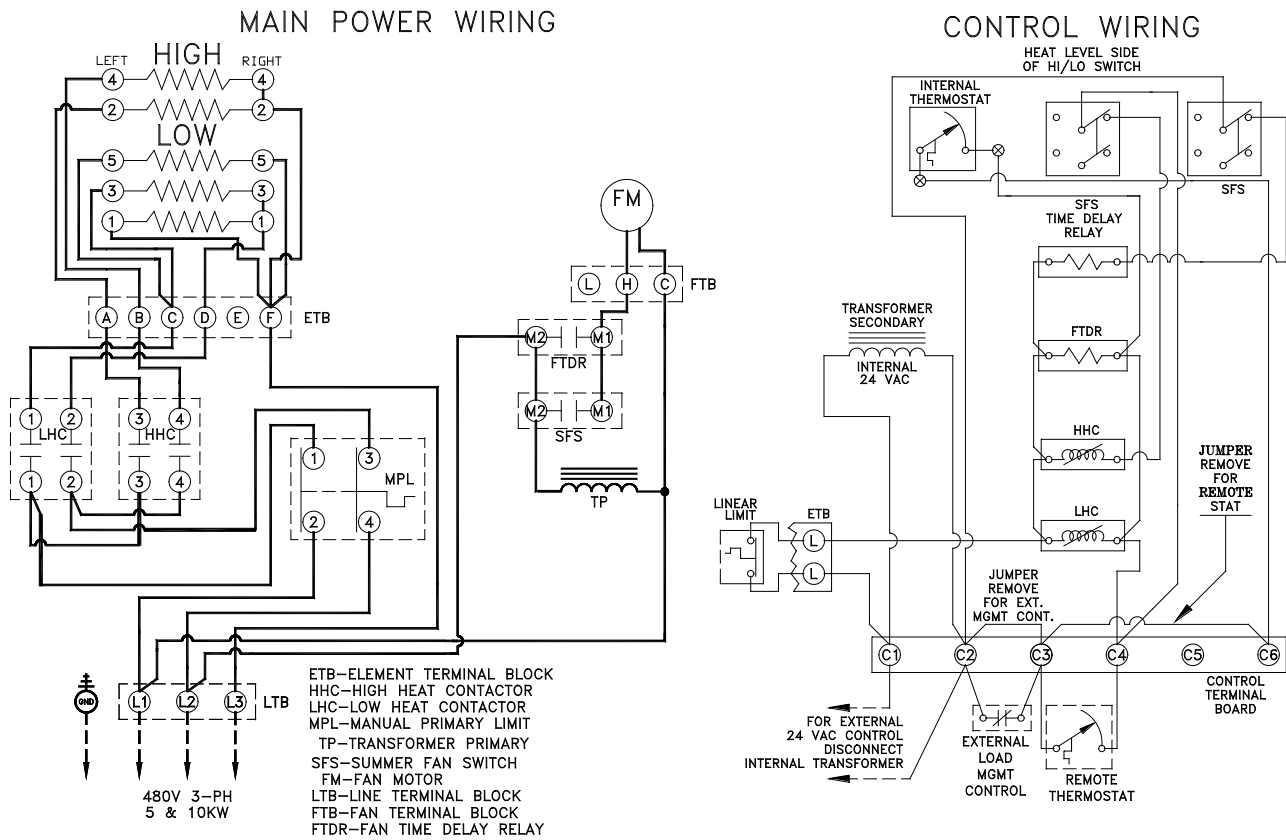 MAIN POWER WIRING
HIGH
LEFT
RIGHT
4
4
2
2
LOW
5
5
3
3
1
1
A
B
C
D
E
F
ETB
1
2
3
4
LHC
HHC
1
2
3
4
1
3
MPL
2
4
FM
L
H
C
FTB
M2
M1
FTDR
M2
M1
SFS
TP
GND
L1
L2
L3
LTB
480V 3-PH
5 & 10KW
ETB-ELEMENT TERMINAL BLOCK
HHC-HIGH HEAT CONTACTOR
LHC-LOW HEAT CONTACTOR
MPL-MANUAL PRIMARY LIMIT
TP-TRANSFORMER PRIMARY
SFS-SUMMER FAN SWITCH
FM-FAN MOTOR
LTB-LINE TERMINAL BLOCK
FTB-FAN TERMINAL BLOCK
FTDR-FAN TIME DELAY RELAY
CONTROL WIRING
HEAT LEVEL SIDE
OF HI/LO SWITCH
INTERNAL
THERMOSTAT
SFS
SFS
TIME DELAY
RELAY
TRANSFORMER
SECONDARY
INTERNAL
24 VAC
FTDR
HHC
LHC
JUMPER
REMOVE
FOR
REMOTE
STAT
LINEAR
LIMIT
ETB
L
L
JUMPER
REMOVE
FOR EXT.
MGMT CONT.
C1
C2
C3
C4
C5
C6
CONTROL
TERMINAL
BOARD
FOR EXTERNAL
24 VAC CONTROL
DISCONNECT
INTERNAL TRANSFORMER
EXTERNAL
LOAD
MGMT
CONTROL
REMOTE
THERMOSTAT